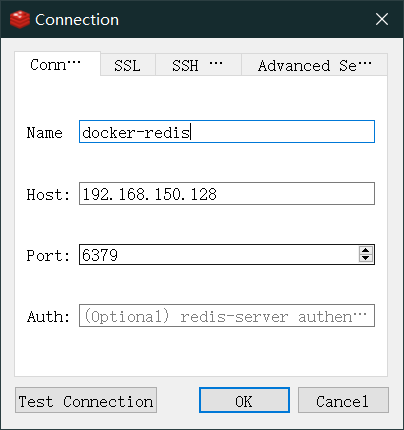 Connection
Conn···
SSL
SSH ···
Advanced Se···
Name
docker-redis
Host:
192.168.150.128
Port:
6379
Auth:
(Optional) redis-server authen···
Test Connection
OK
Cancel